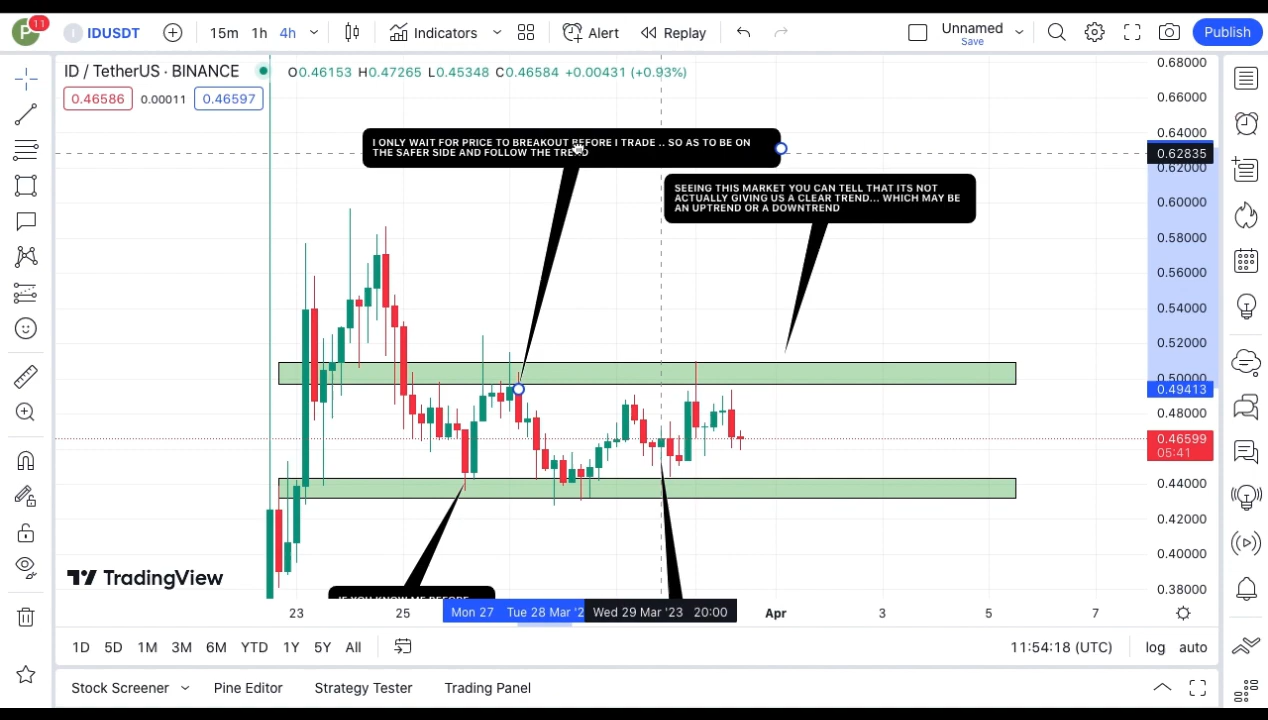 P 11 I IDUSDT 15m 1h 4h Indicators Alert Replay Unnamed Save Publish
ID / TetherUS · BINANCE O0.46153 H0.47265 L0.45348 C0.46584 +0.00431 (+0.93%)
0.46586 0.00011 0.46597
I ONLY WAIT FOR PRICE TO BREAKOUT BEFORE I TRADE .. SO AS TO BE ON
THE SAFER SIDE AND FOLLOW THE TREND
SEEING THIS MARKET YOU CAN TELL THAT ITS NOT
ACTUALLY GIVING US A CLEAR TREND... WHICH MAY BE
AN UPTREND OR A DOWNTREND
0.68000
0.66000
0.64000
0.62835
0.62000
0.60000
0.58000
0.56000
0.54000
0.52000
0.50000
0.49413
0.48000
0.46599
05:41
0.44000
0.42000
0.40000
0.38000
TradingView
IF YOU KNOW ME BEFORE
23 25 Mon 27 Tue 28 Mar '2 Wed 29 Mar '23 20:00 Apr 3 5 7
1D 5D 1M 3M 6M YTD 1Y 5Y All 11:54:18 (UTC) log auto
Stock Screener Pine Editor Strategy Tester Trading Panel